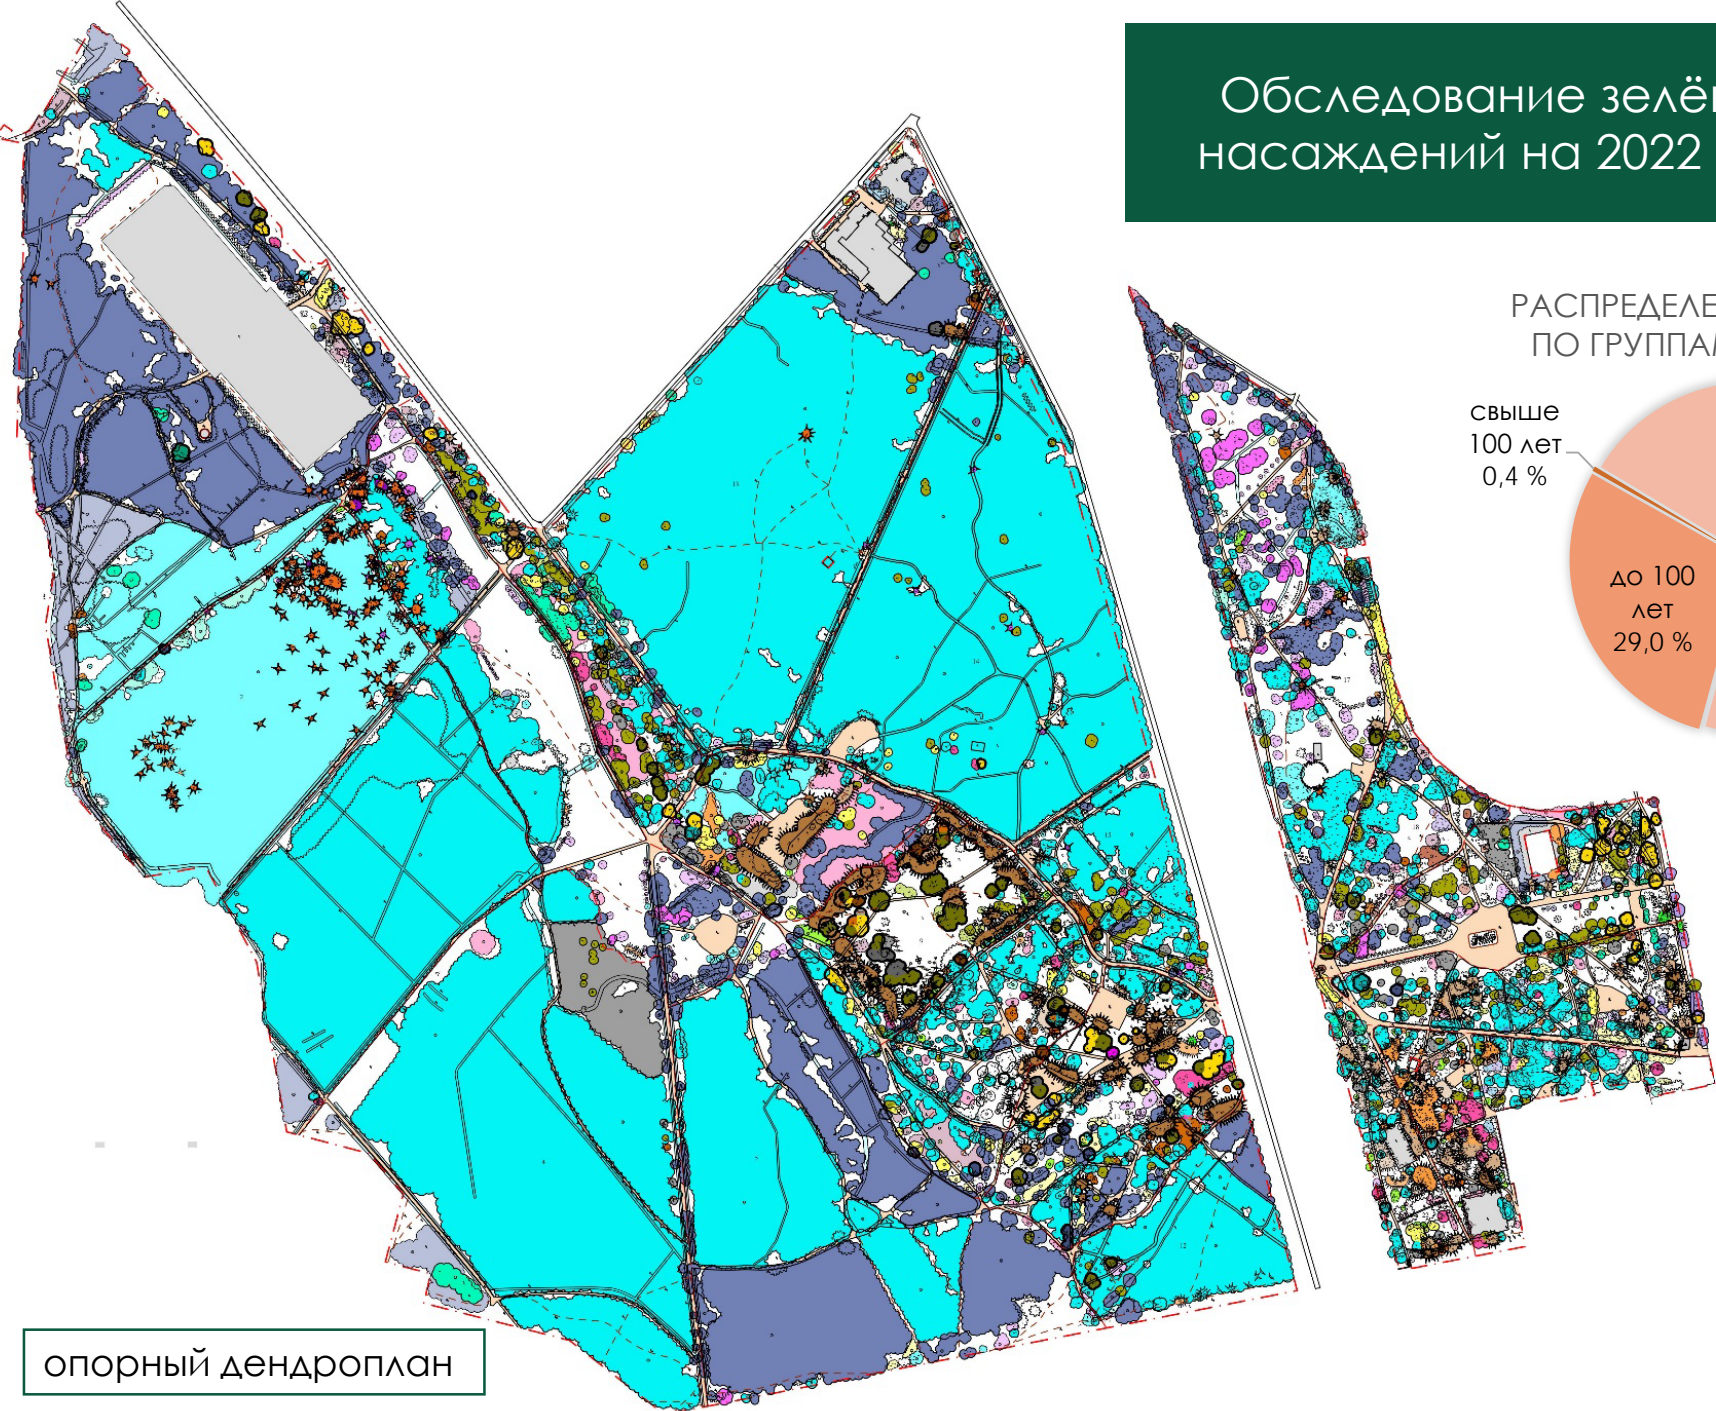 Обследование зелё
насаждений на 2022
РАСПРЕДЕЛЕ
ПО ГРУППАМ
свыше
100 лет
0,4 %
до 100
лет
29,0 %
опорный дендроплан